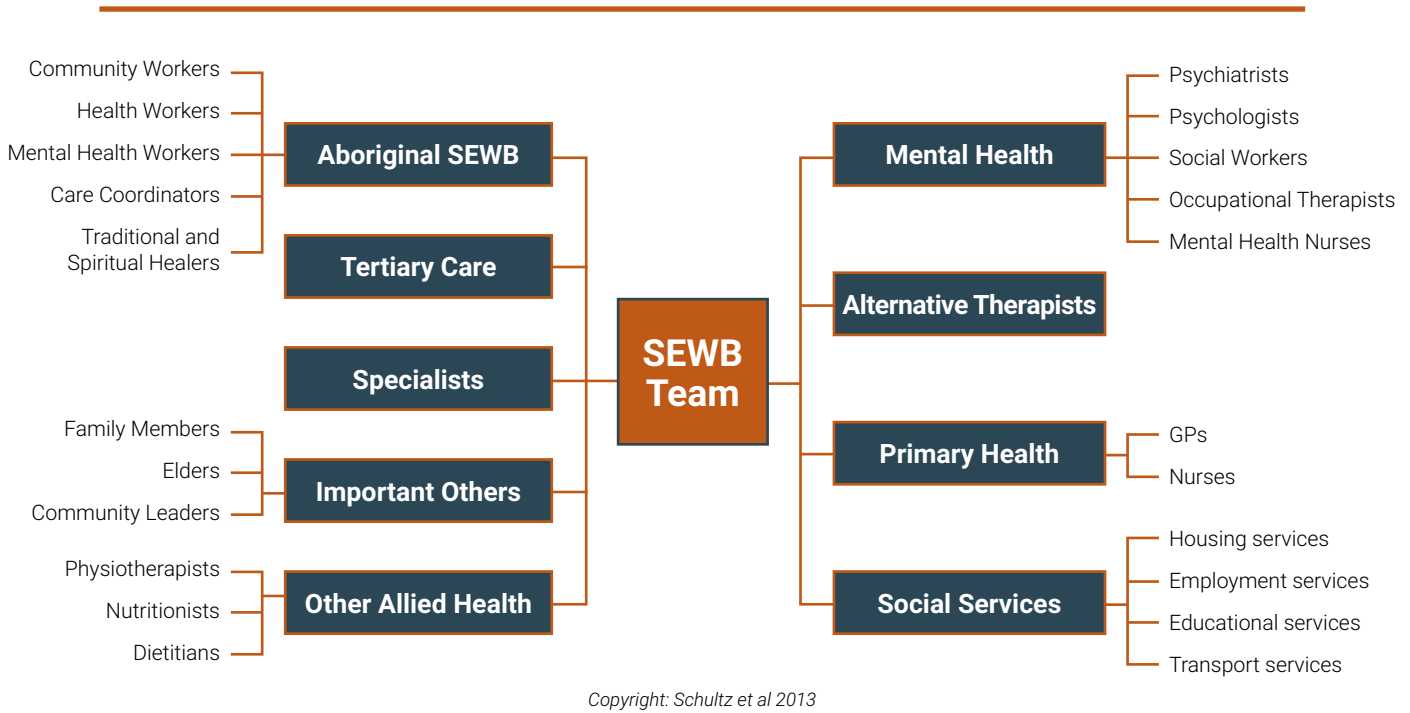 Community Workers
Health Workers
Mental Health Workers
Care Coordinators
Traditional and
Spiritual Healers
Aboriginal SEWB
Tertiary Care
Specialists
Family Members
Elders
Community Leaders
Important Others
Physiotherapists
Nutritionists
Dietitians
Other Allied Health
SEWB
Team
Mental Health
Psychiatrists
Psychologists
Social Workers
Occupational Therapists
Mental Health Nurses
Alternative Therapists
Primary Health
GPs
Nurses
Social Services
Housing services
Employment services
Educational services
Transport services
Copyright: Schultz et al 2013